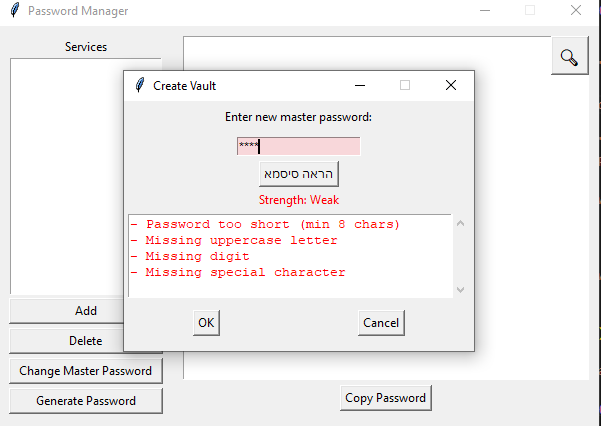 Password Manager
Services
Create Vault
Enter new master password:
****
הראה סיסמא
Strength: Weak
- Password too short (min 8 chars)
- Missing uppercase letter
- Missing digit
- Missing special character
OK
Cancel
Add
Delete
Change Master Password
Generate Password
Copy Password